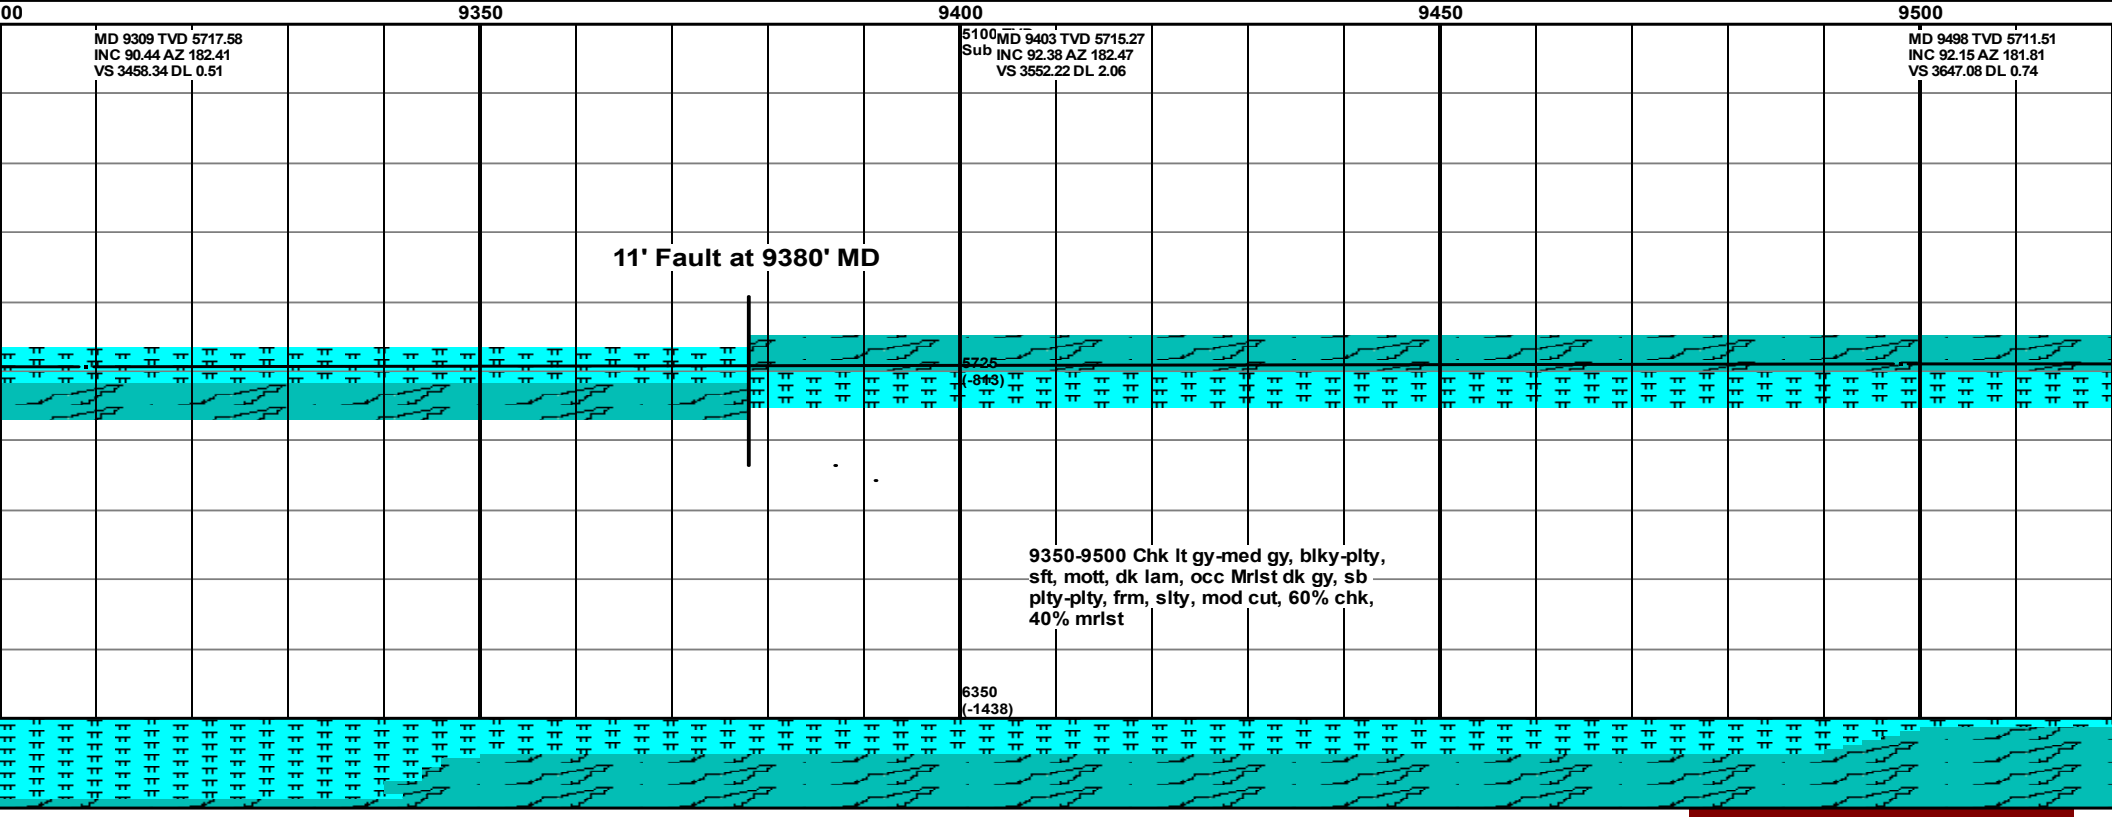 00 9350 9400 9450 9500
MD 9309 TVD 5717.58
INC 90.44 AZ 182.41
VS 3458.34 DL 0.51
5100
Sub
MD 9403 TVD 5715.27
INC 92.38 AZ 182.47
VS 3552.22 DL 2.06
MD 9498 TVD 5711.51
INC 92.15 AZ 181.81
VS 3647.08 DL 0.74
11' Fault at 9380' MD
5725
(-813)
9350-9500 Chk lt gy-med gy, blky-plty,
sft, mott, dk lam, occ Mrlst dk gy, sb
plty-plty, frm, slty, mod cut, 60% chk,
40% mrlst
6350
(-1438)